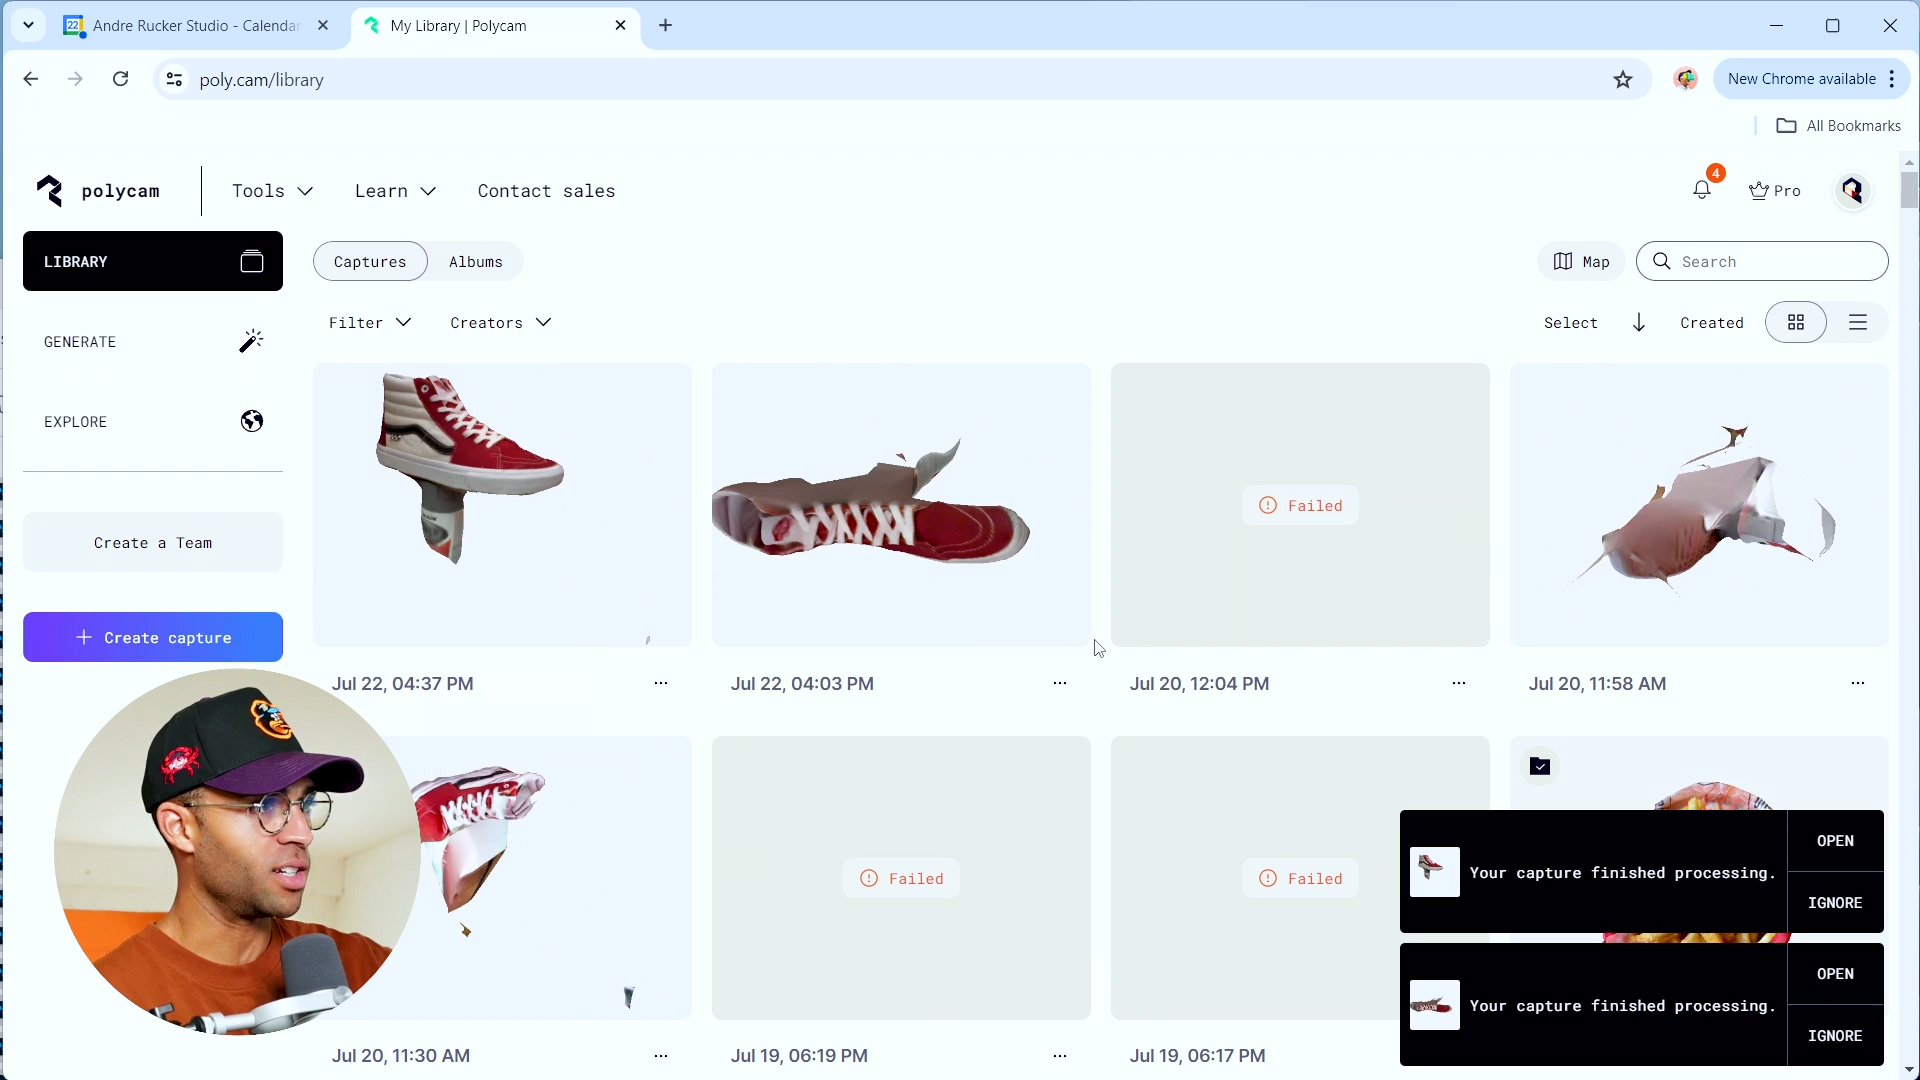 22 Andre Rucker Studio - Calendar
My Library | Polycam
poly.cam/library
New Chrome available
All Bookmarks
polycam
Tools
Learn
Contact sales
4
Pro
LIBRARY
GENERATE
EXPLORE
Create a Team
Create capture
Captures
Albums
Map
Search
Filter
Creators
Select
Created
Failed
Jul 22, 04:37 PM
Jul 22, 04:03 PM
Jul 20, 12:04 PM
Jul 20, 11:58 AM
Failed
Failed
Your capture finished processing.
OPEN
IGNORE
Your capture finished processing.
OPEN
IGNORE
Jul 20, 11:30 AM
Jul 19, 06:19 PM
Jul 19, 06:17 PM